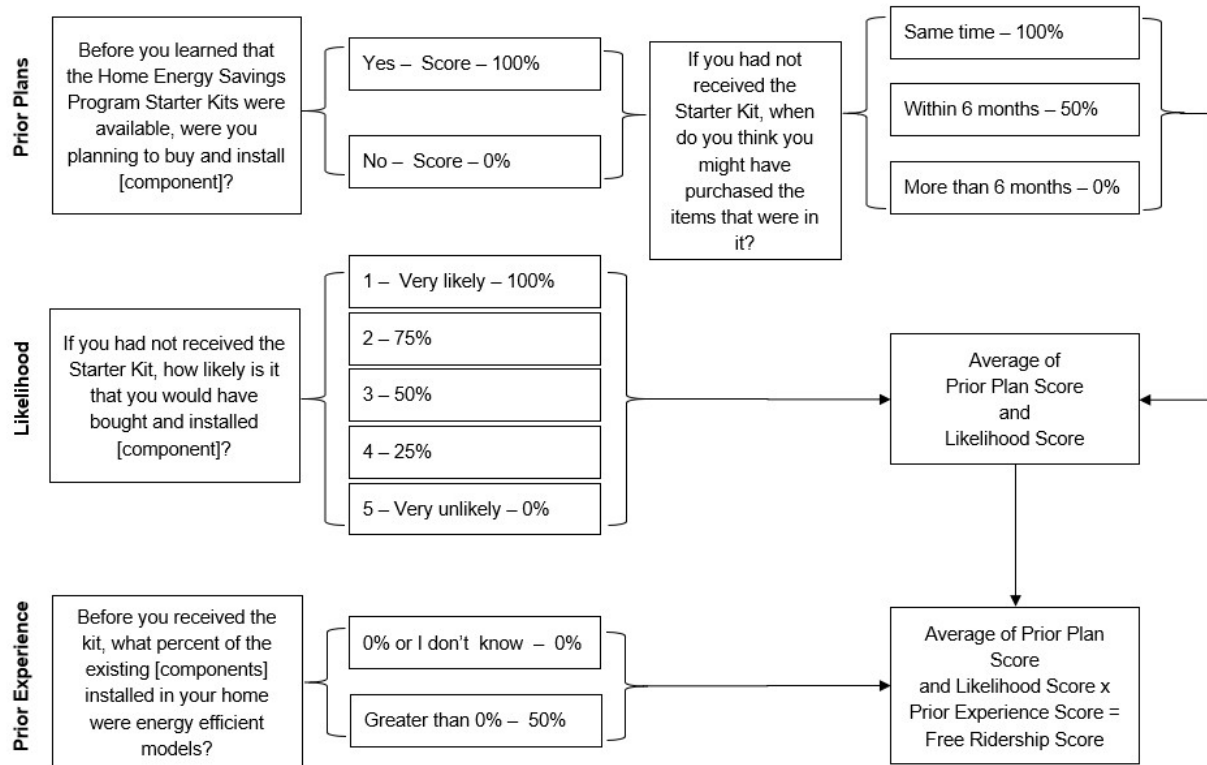 Prior Plans
Before you learned that
the Home Energy Savings
Program Starter Kits were
available, were you
planning to buy and install
[component]?
Yes – Score – 100%
No – Score – 0%
If you had not
received the
Starter Kit, when
do you think you
might have
purchased the
items that were in
it?
Same time – 100%
Within 6 months – 50%
More than 6 months – 0%
Likelihood
If you had not received the
Starter Kit, how likely is it
that you would have
bought and installed
[component]?
1 – Very likely – 100%
2 – 75%
3 – 50%
4 – 25%
5 – Very unlikely – 0%
Average of
Prior Plan Score
and
Likelihood Score
Prior Experience
Before you received the
kit, what percent of the
existing [components]
installed in your home
were energy efficient
models?
0% or I don’t know – 0%
Greater than 0% – 50%
Average of Prior Plan
Score
and Likelihood Score x
Prior Experience Score =
Free Ridership Score